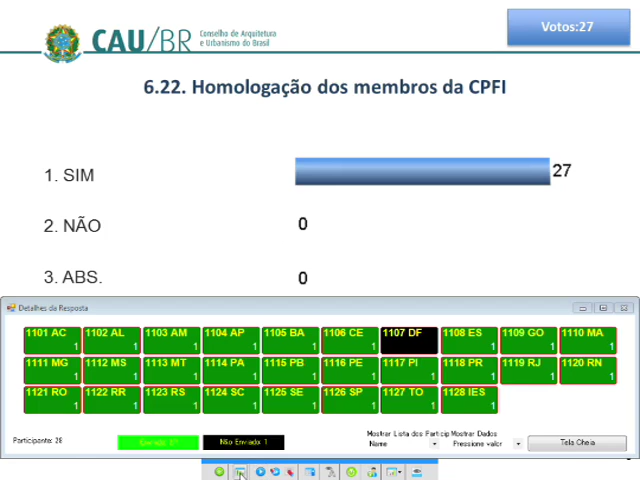 CAU/BR
Conselho de Arquitetura
e Urbanismo do Brasil
Votos:27
6.22. Homologação dos membros da CPFI
1. SIM 27
2. NÃO 0
3. ABS. 0
Detalhes da Resposta
1101 AC 1102 AL 1103 AM 1104 AP 1105 BA 1106 CE 1107 DF 1108 ES 1109 GO 1110 MA
1 1 1 1 1 1 1 1 1
1111 MG 1112 MS 1113 MT 1114 PA 1115 PB 1116 PE 1117 PI 1118 PR 1119 RJ 1120 RN
1 1 1 1 1 1 1 1 1 1
1121 RO 1122 RR 1123 RS 1124 SC 1125 SE 1126 SP 1127 TO 1128 IES
1 1 1 1 1 1 1 1
Mostrar Lista dos Particip Mostrar Dados
Participante: 28 Não Enviado: 1 Name Pressione valor Tela Cheia